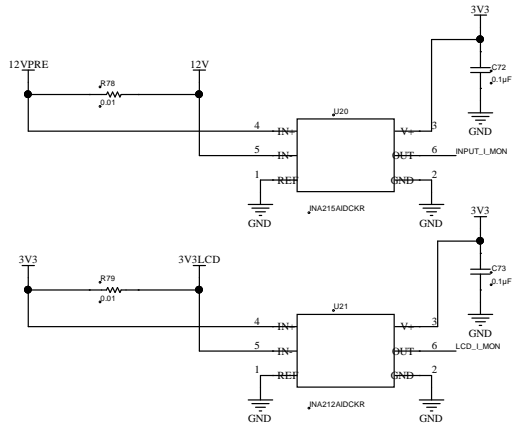 3V3
12VPRE
R78
0.01
12V
C72
0.1µF
GND
U20
4 IN+ V+ 3
5 IN- OUT 6 INPUT_I_MON
1 REF GND 2
INA215AIDCKR
GND
GND
3V3
3V3
R79
0.01
3V3LCD
C73
0.1µF
GND
U21
4 IN+ V+ 3
5 IN- OUT 6 LCD_I_MON
1 REF GND 2
INA212AIDCKR
GND
GND